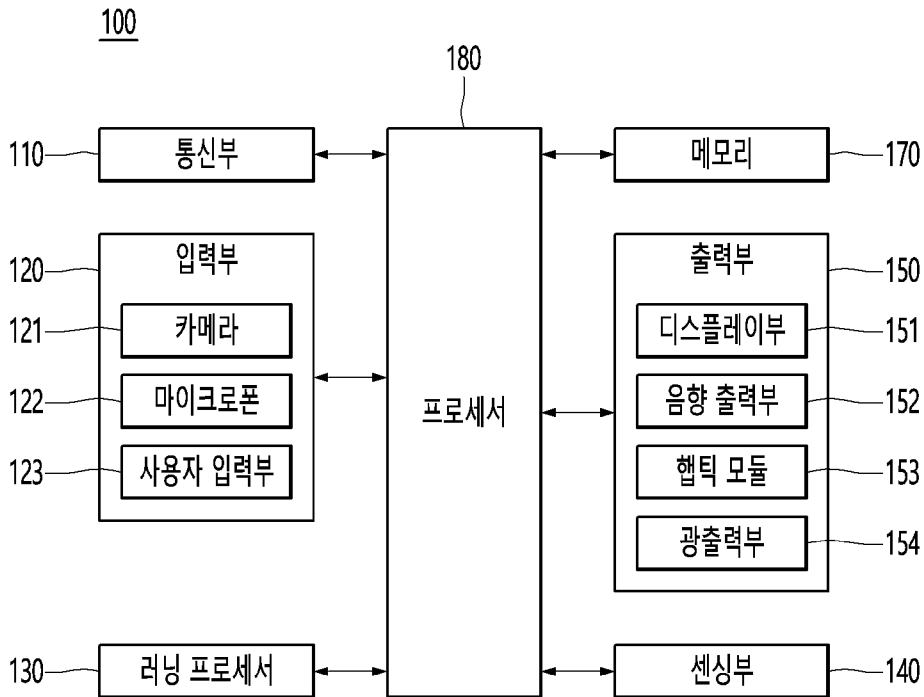 100
180
110
통신부
메모리
170
120
입력부
출력부
150
121
카메라
디스플레이부
151
122
마이크로폰
프로세서
음향 출력부
152
123
사용자 입력부
햅틱 모듈
153
광출력부
154
130
러닝 프로세서
센싱부
140